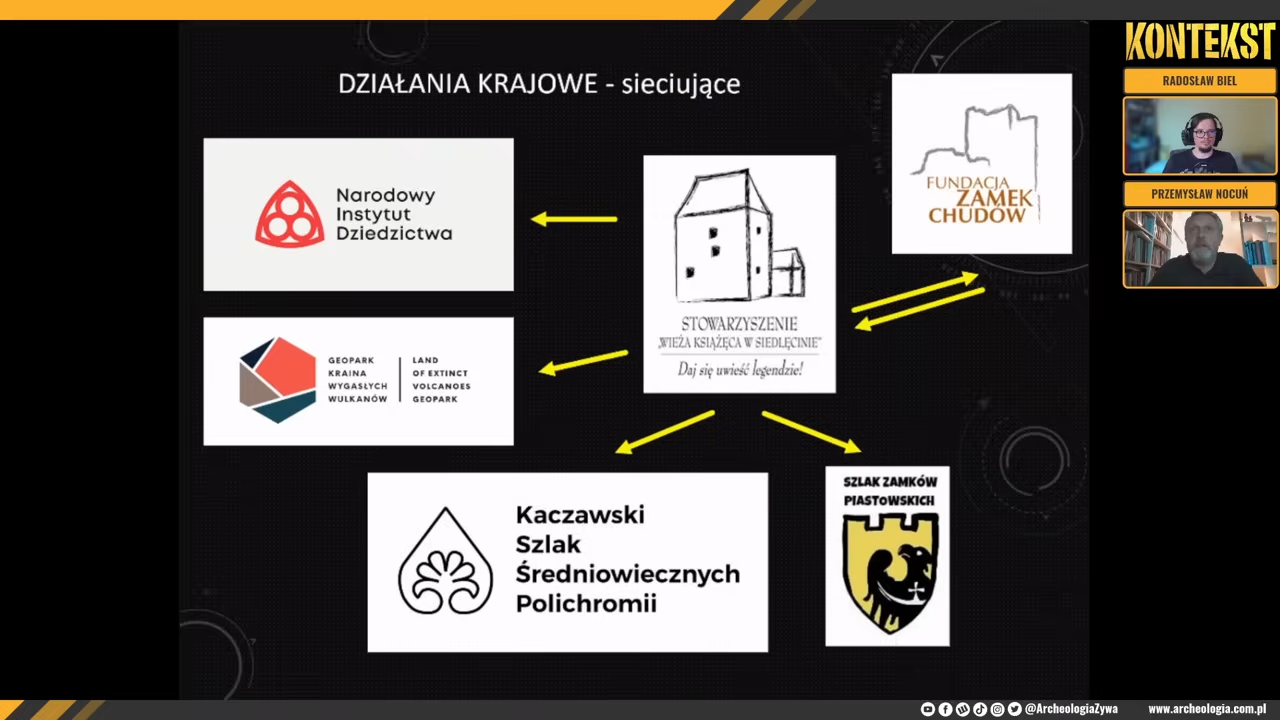 KONTEKST
RADOSŁAW BIEL
PRZEMYSŁAW NOCUŃ
DZIAŁANIA KRAJOWE - sieciujące
Narodowy
Instytut
Dziedzictwa
GEOPARK
KRAINA
WYGASŁYCH
WULKANÓW
LAND
OF EXTINCT
VOLCANOES
GEOPARK
STOWARZYSZENIE
„WIEŻA KSIĄŻĘCA W SIEDLĘCINIE”
Daj się uwieść legendzie!
FUNDACJA
ZAMEK
CHUDÓW
Kaczawski
Szlak
Średniowiecznych
Polichromii
SZLAK ZAMKÓW
PIASTOWSKICH
@ArcheologiaZywa
www.archeologia.com.pl